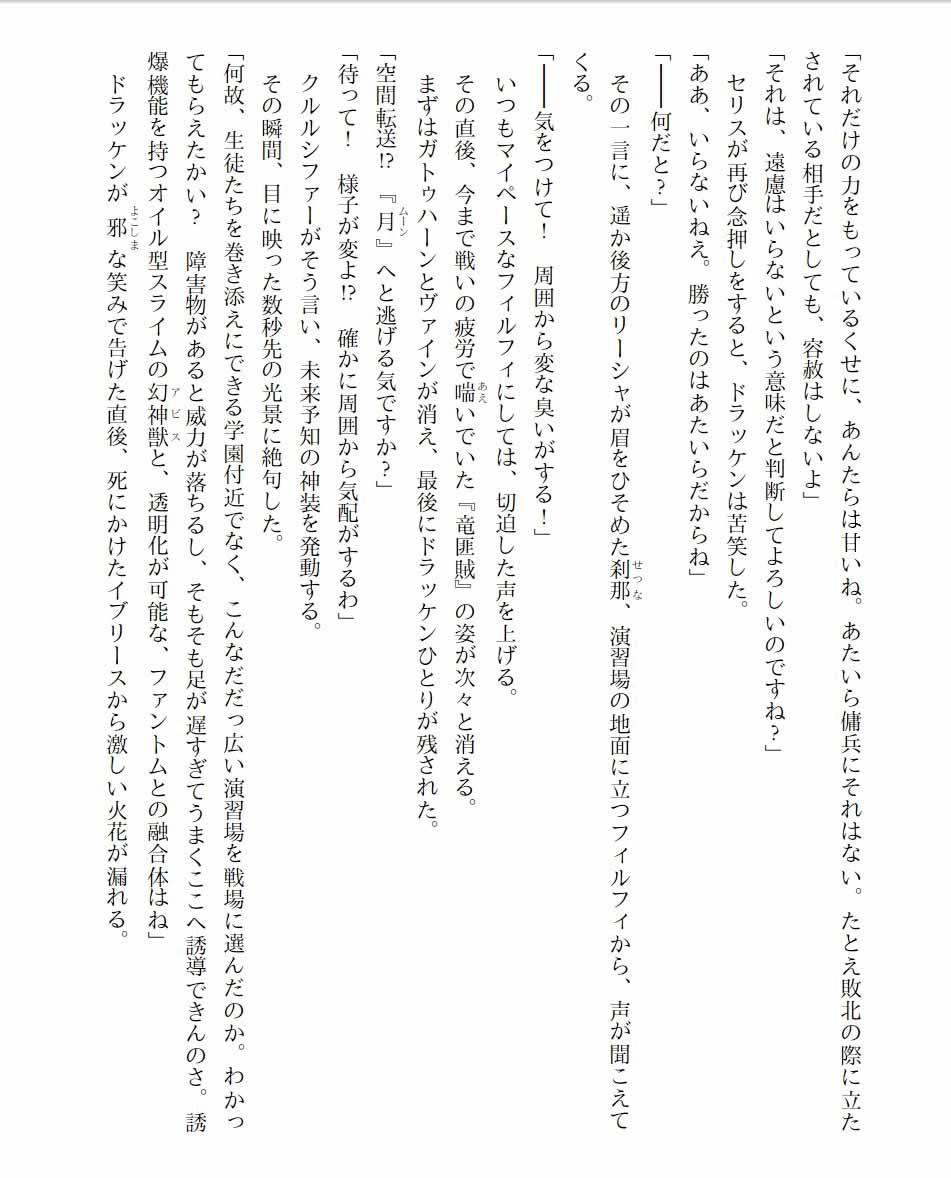 「それだけの力をもっているくせに、あんたらは甘いね。あたいら傭兵にそれはない。たとえ敗北の際に立た
されている相手だとしても、容赦はしないよ」
「それは、遠慮はいらないという意味だと判断してよろしいのですね？」
セリスが再び念押しをすると、ドラッケンは苦笑した。
「ああ、いらないねえ。勝ったのはあたいらだからね」
「――何だと？」
その一言に、遥か後方のリーシャが眉をひそめた刹那、演習場の地面に立つフィルフィから、声が聞こえて
せつな
くる。
「――気をつけて！　周囲から変な臭いがする！」
いつもマイペースなフィルフィにしては、切迫した声を上げる。
その直後、今まで戦いの疲労で喘いでいた『竜匪賊』の姿が次々と消える。
あえ
まずはガトゥハーンとヴァインが消え、最後にドラッケンひとりが残された。
「空間転送!?　『月』へと逃げる気ですか？」
ムーン
「待って！　様子が変よ!?　確かに周囲から気配がするわ」
クルルシファーがそう言い、未来予知の神装を発動する。
その瞬間、目に映った数秒先の光景に絶句した。
「何故、生徒たちを巻き添えにできる学園付近でなく、こんなだだっ広い演習場を戦場に選んだのか。わかっ
てもらえたかい？　障害物があると威力が落ちるし、そもそも足が遅すぎてうまくここへ誘導できんのさ。誘
爆機能を持つオイル型スライムの幻神獣と、透明化が可能な、ファントムとの融合体はね」
アビス
ドラッケンが邪な笑みで告げた直後、死にかけたイブリースから激しい火花が漏れる。
よこしま